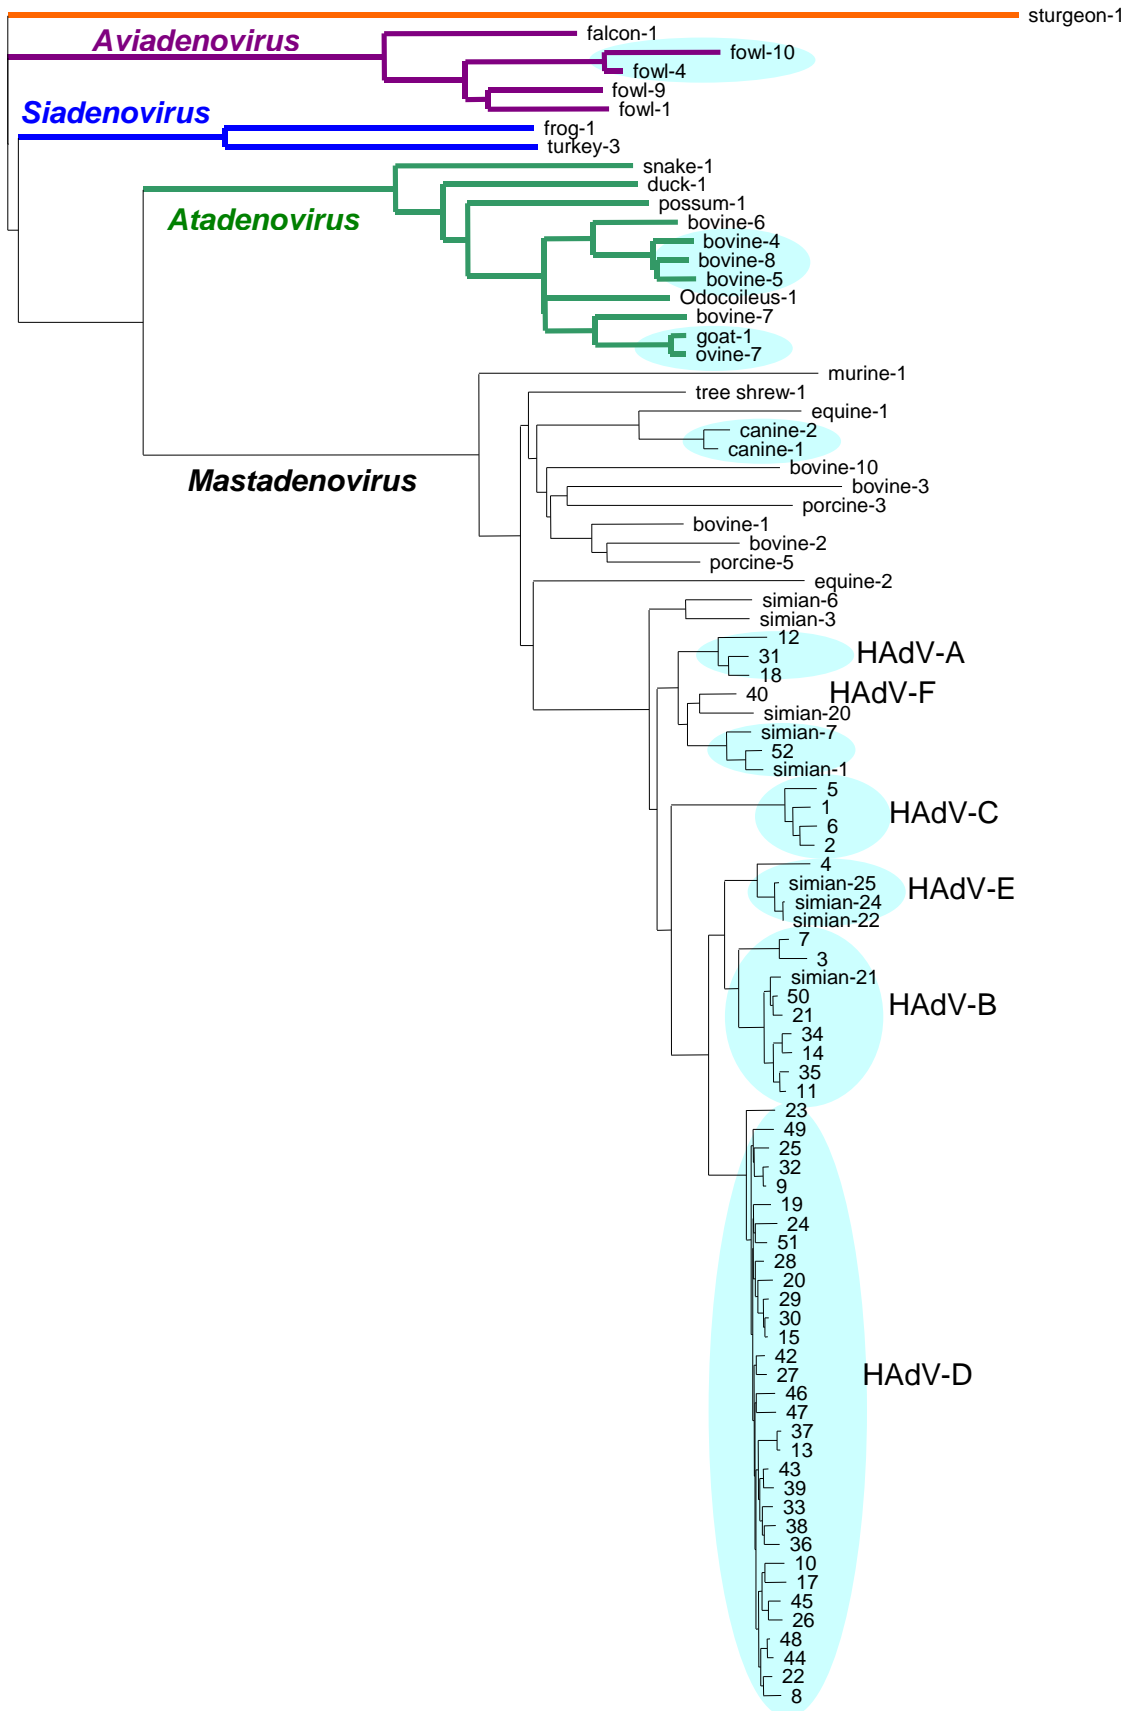 sturgeon-1
Aviadenovirus
falcon-1
fowl-10
fowl-4
fowl-9
fowl-1
Siadenovirus
frog-1
turkey-3
snake-1
duck-1
Atadenovirus
possum-1
bovine-6
bovine-4
bovine-8
bovine-5
Odocoileus-1
bovine-7
goat-1
ovine-7
murine-1
tree shrew-1
equine-1
canine-2
canine-1
Mastadenovirus
bovine-10
bovine-3
porcine-3
bovine-1
bovine-2
porcine-5
equine-2
simian-6
simian-3
12
31
HAdV-A
18
40
HAdV-F
simian-20
simian-7
52
simian-1
5
1
HAdV-C
6
2
4
simian-25
HAdV-E
simian-24
simian-22
7
3
simian-21
50
HAdV-B
21
34
14
35
11
23
49
25
32
9
19
24
51
28
20
29
30
15
42
27
HAdV-D
46
47
37
13
43
39
33
38
36
10
17
45
26
48
44
22
8